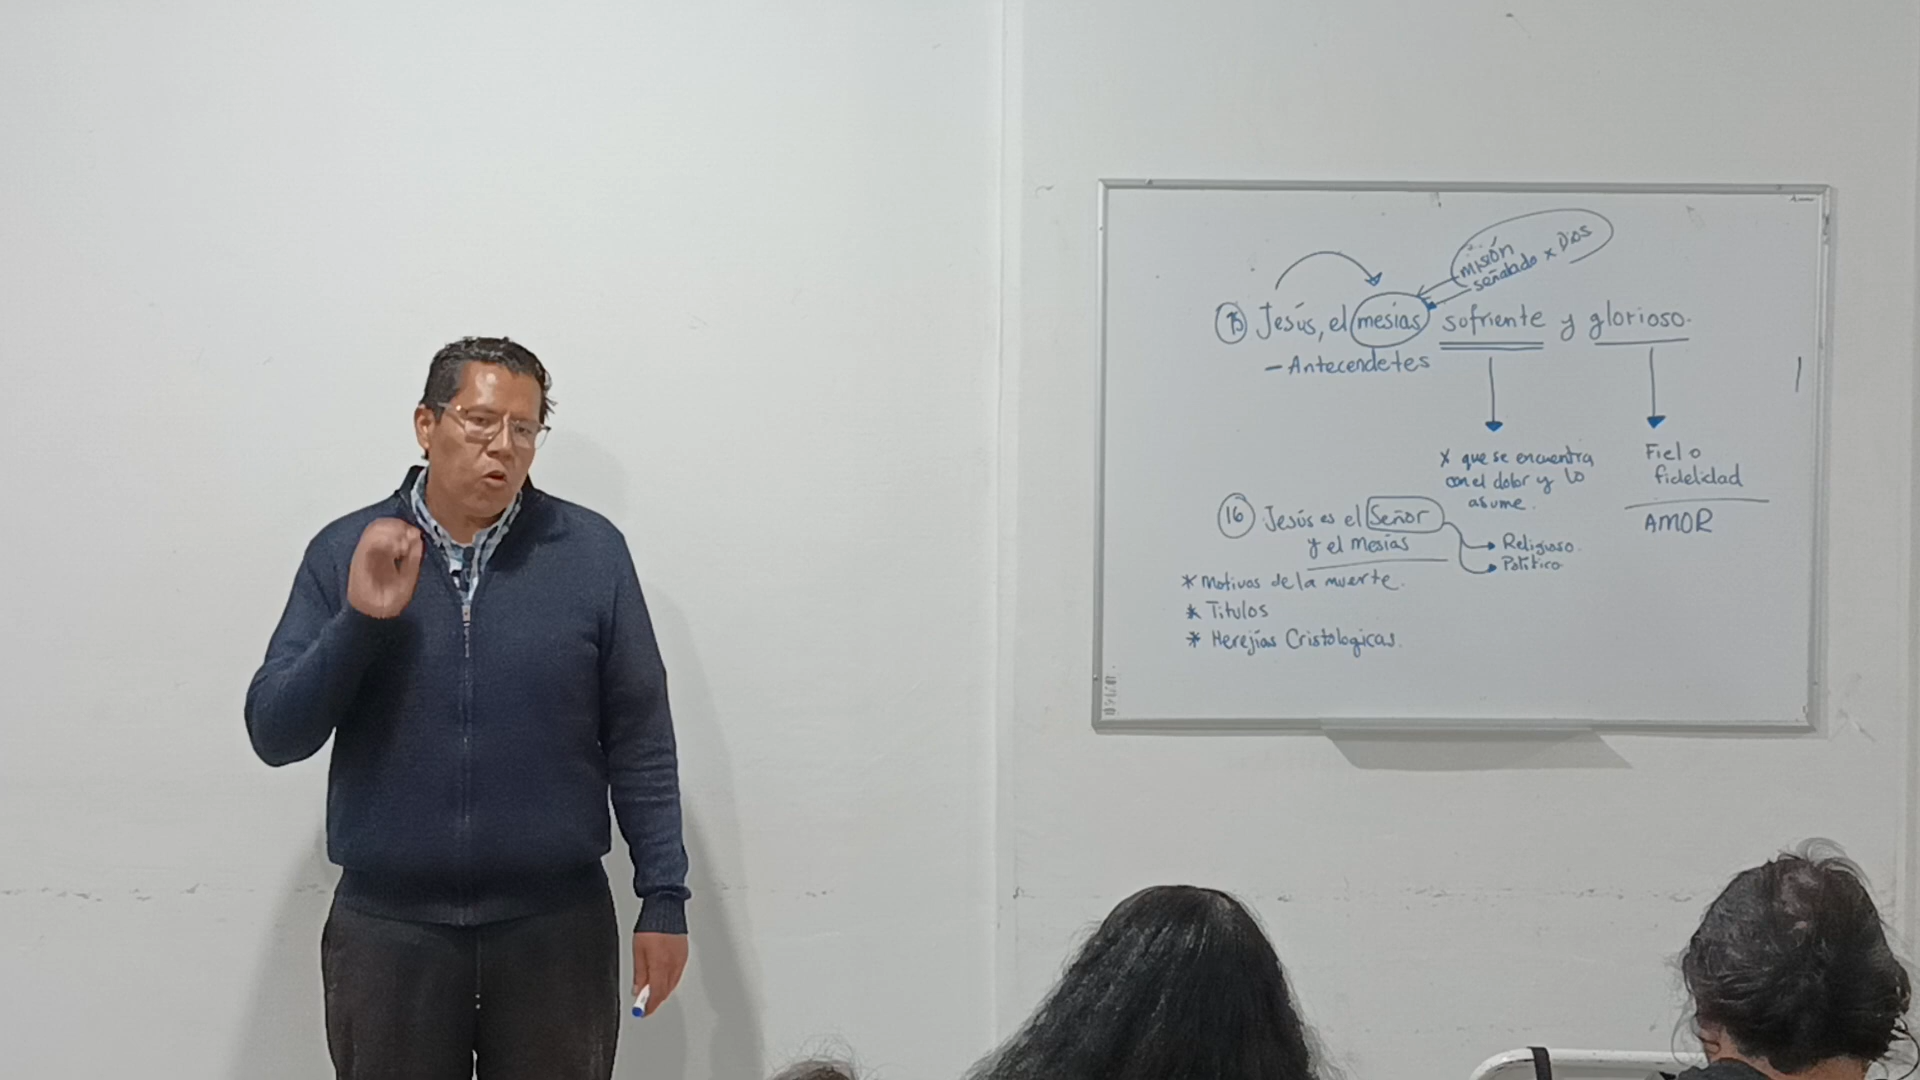 misión
señalado x Dios
15 Jesús, el mesias sofriente y glorioso.
- Antecendetes
x que se encuentra
con el dolor y lo
asume.
Fiel o
fidelidad
AMOR
16 Jesús es el Señor
y el Mesías
Religioso.
Político
* Motivos de la muerte.
* Titulos
* Herejías Cristologicas.